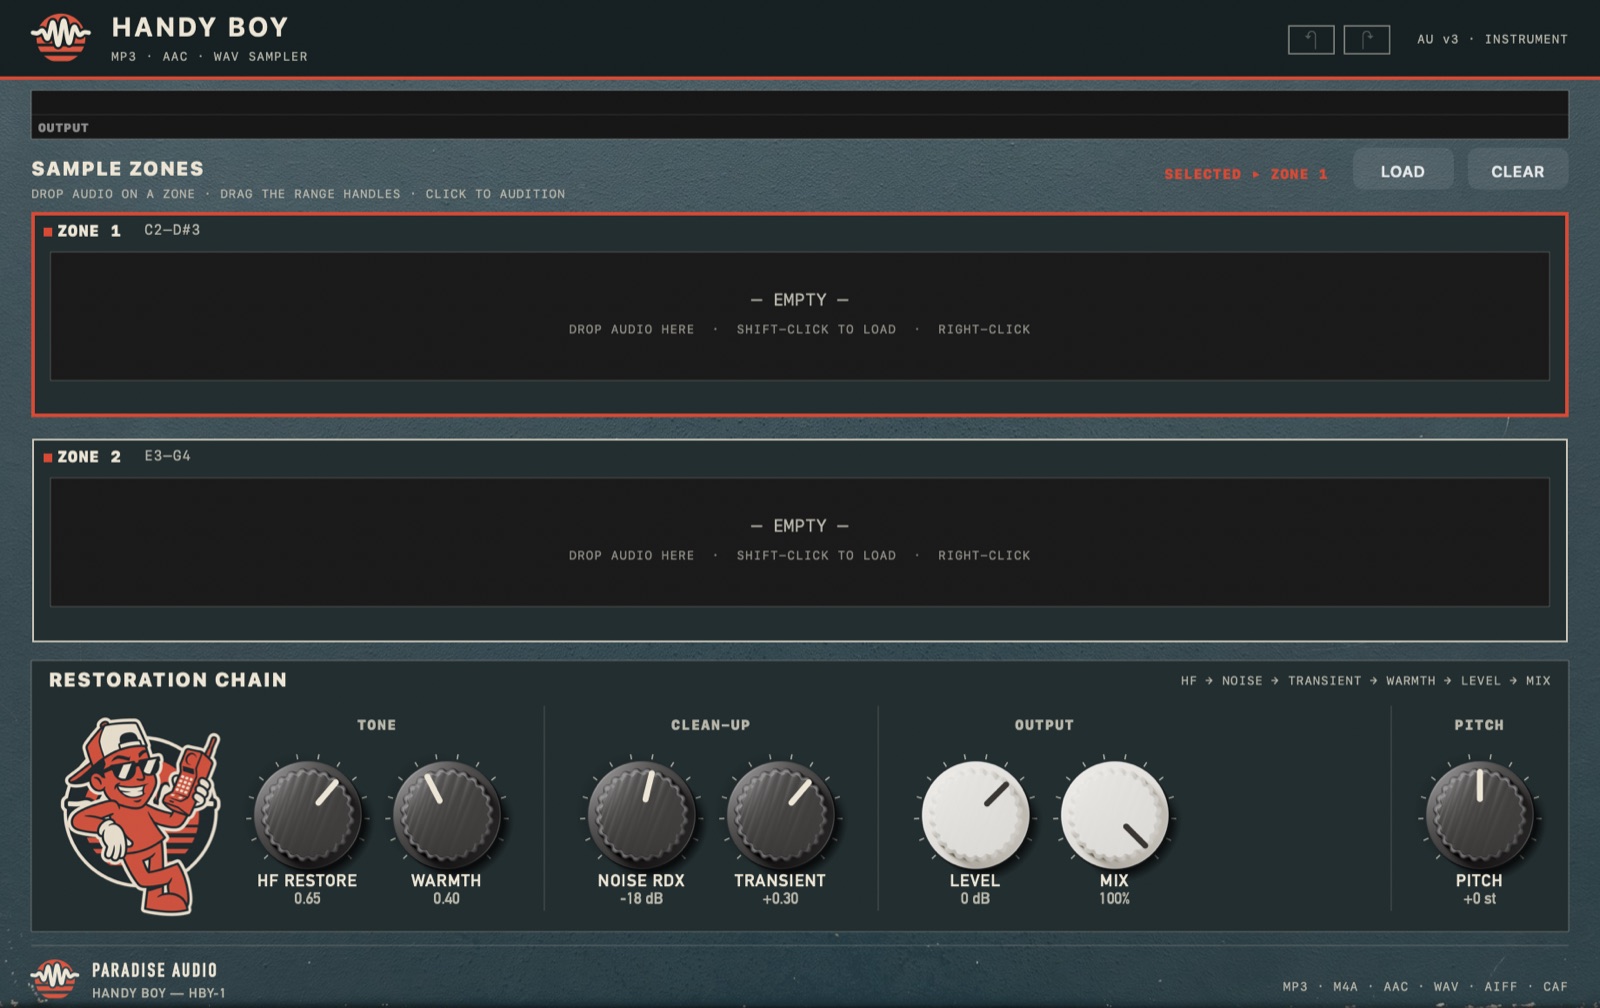 HANDY BOY
MP3 · AAC · WAV SAMPLER
AU v3 · INSTRUMENT
OUTPUT
SAMPLE ZONES
DROP AUDIO ON A ZONE · DRAG THE RANGE HANDLES · CLICK TO AUDITION
SELECTED ▸ ZONE 1
LOAD
CLEAR
ZONE 1 C2–D#3
— EMPTY —
DROP AUDIO HERE · SHIFT-CLICK TO LOAD · RIGHT-CLICK
ZONE 2 E3–G4
— EMPTY —
DROP AUDIO HERE · SHIFT-CLICK TO LOAD · RIGHT-CLICK
RESTORATION CHAIN
HF → NOISE → TRANSIENT → WARMTH → LEVEL → MIX
TONE
HF RESTORE
0.65
WARMTH
0.40
CLEAN-UP
NOISE RDX
-18 dB
TRANSIENT
+0.30
OUTPUT
LEVEL
0 dB
MIX
100%
PITCH
PITCH
+0 st
PARADISE AUDIO
HANDY BOY — HBY-1
MP3 · M4A · AAC · WAV · AIFF · CAF